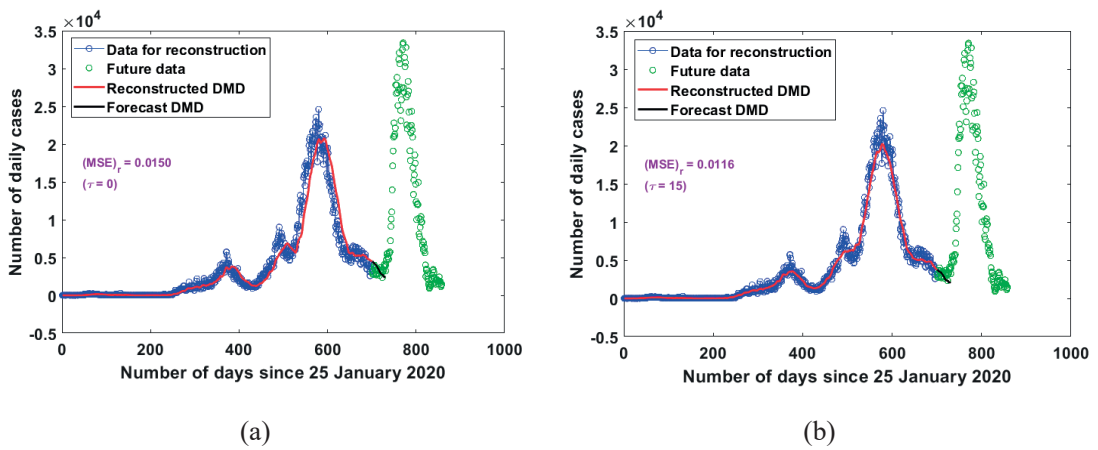 ×10⁴
3.5
3
2.5
2
1.5
1
0.5
0
-0.5
Number of daily cases
Data for reconstruction
Future data
Reconstructed DMD
Forecast DMD
(MSE)r = 0.0150
(τ = 0)
0 200 400 600 800 1000
Number of days since 25 January 2020
(a)
×10⁴
3.5
3
2.5
2
1.5
1
0.5
0
-0.5
Number of daily cases
Data for reconstruction
Future data
Reconstructed DMD
Forecast DMD
(MSE)r = 0.0116
(τ = 15)
0 200 400 600 800 1000
Number of days since 25 January 2020
(b)